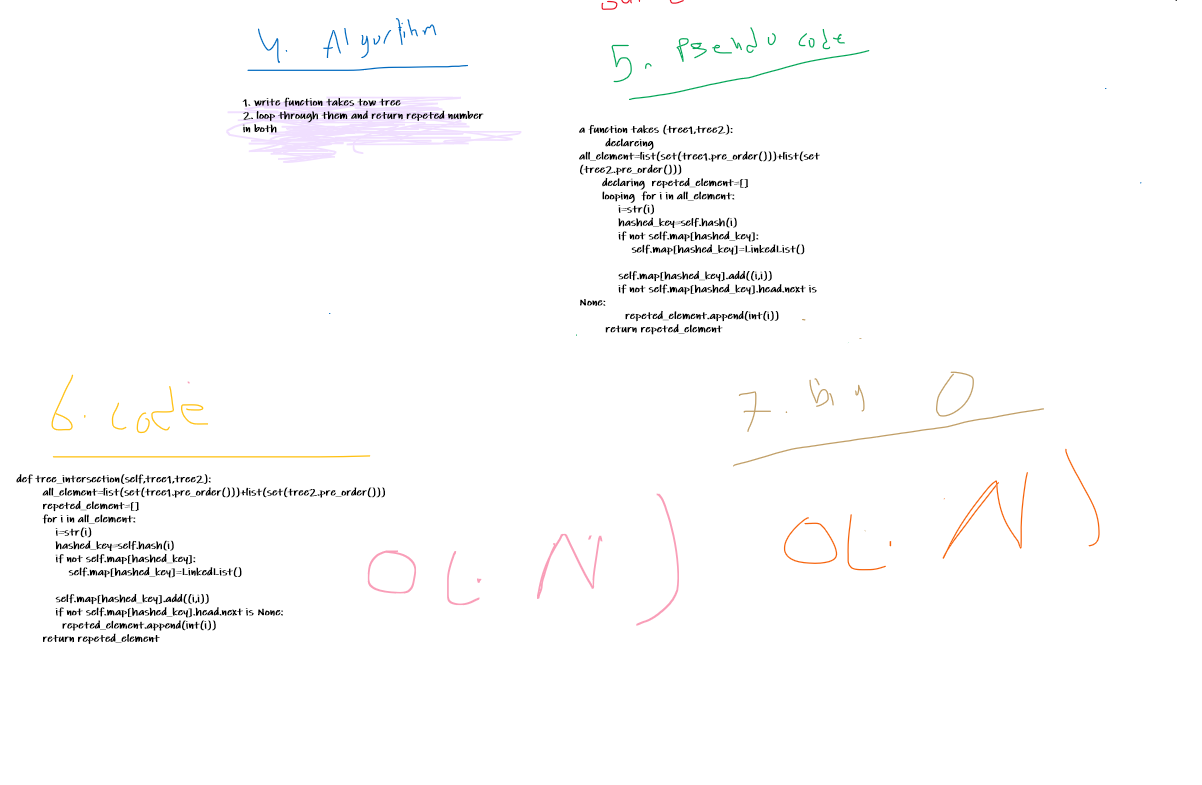 4. Algorithm
1. write function takes tow tree
2. loop through them and return repeted number
in both
5. Pseudo code
a function takes (tree1,tree2):
declareing
all_element=list(set(tree1.pre_order()))+list(set
(tree2.pre_order()))
declaring repeted_element=[]
looping for i in all_element:
i=str(i)
hashed_key=self.hash(i)
if not self.map[hashed_key]:
self.map[hashed_key]=LinkedList()
self.map[hashed_key].add((i,i))
if not self.map[hashed_key].head.next is
None:
repeted_element.append(int(i))
return repeted_element
6. code
def tree_intersection(self,tree1,tree2):
all_element=list(set(tree1.pre_order()))+list(set(tree2.pre_order()))
repeted_element=[]
for i in all_element:
i=str(i)
hashed_key=self.hash(i)
if not self.map[hashed_key]:
self.map[hashed_key]=LinkedList()
self.map[hashed_key].add((i,i))
if not self.map[hashed_key].head.next is None:
repeted_element.append(int(i))
return repeted_element
O(N)
7. big O
O(N)